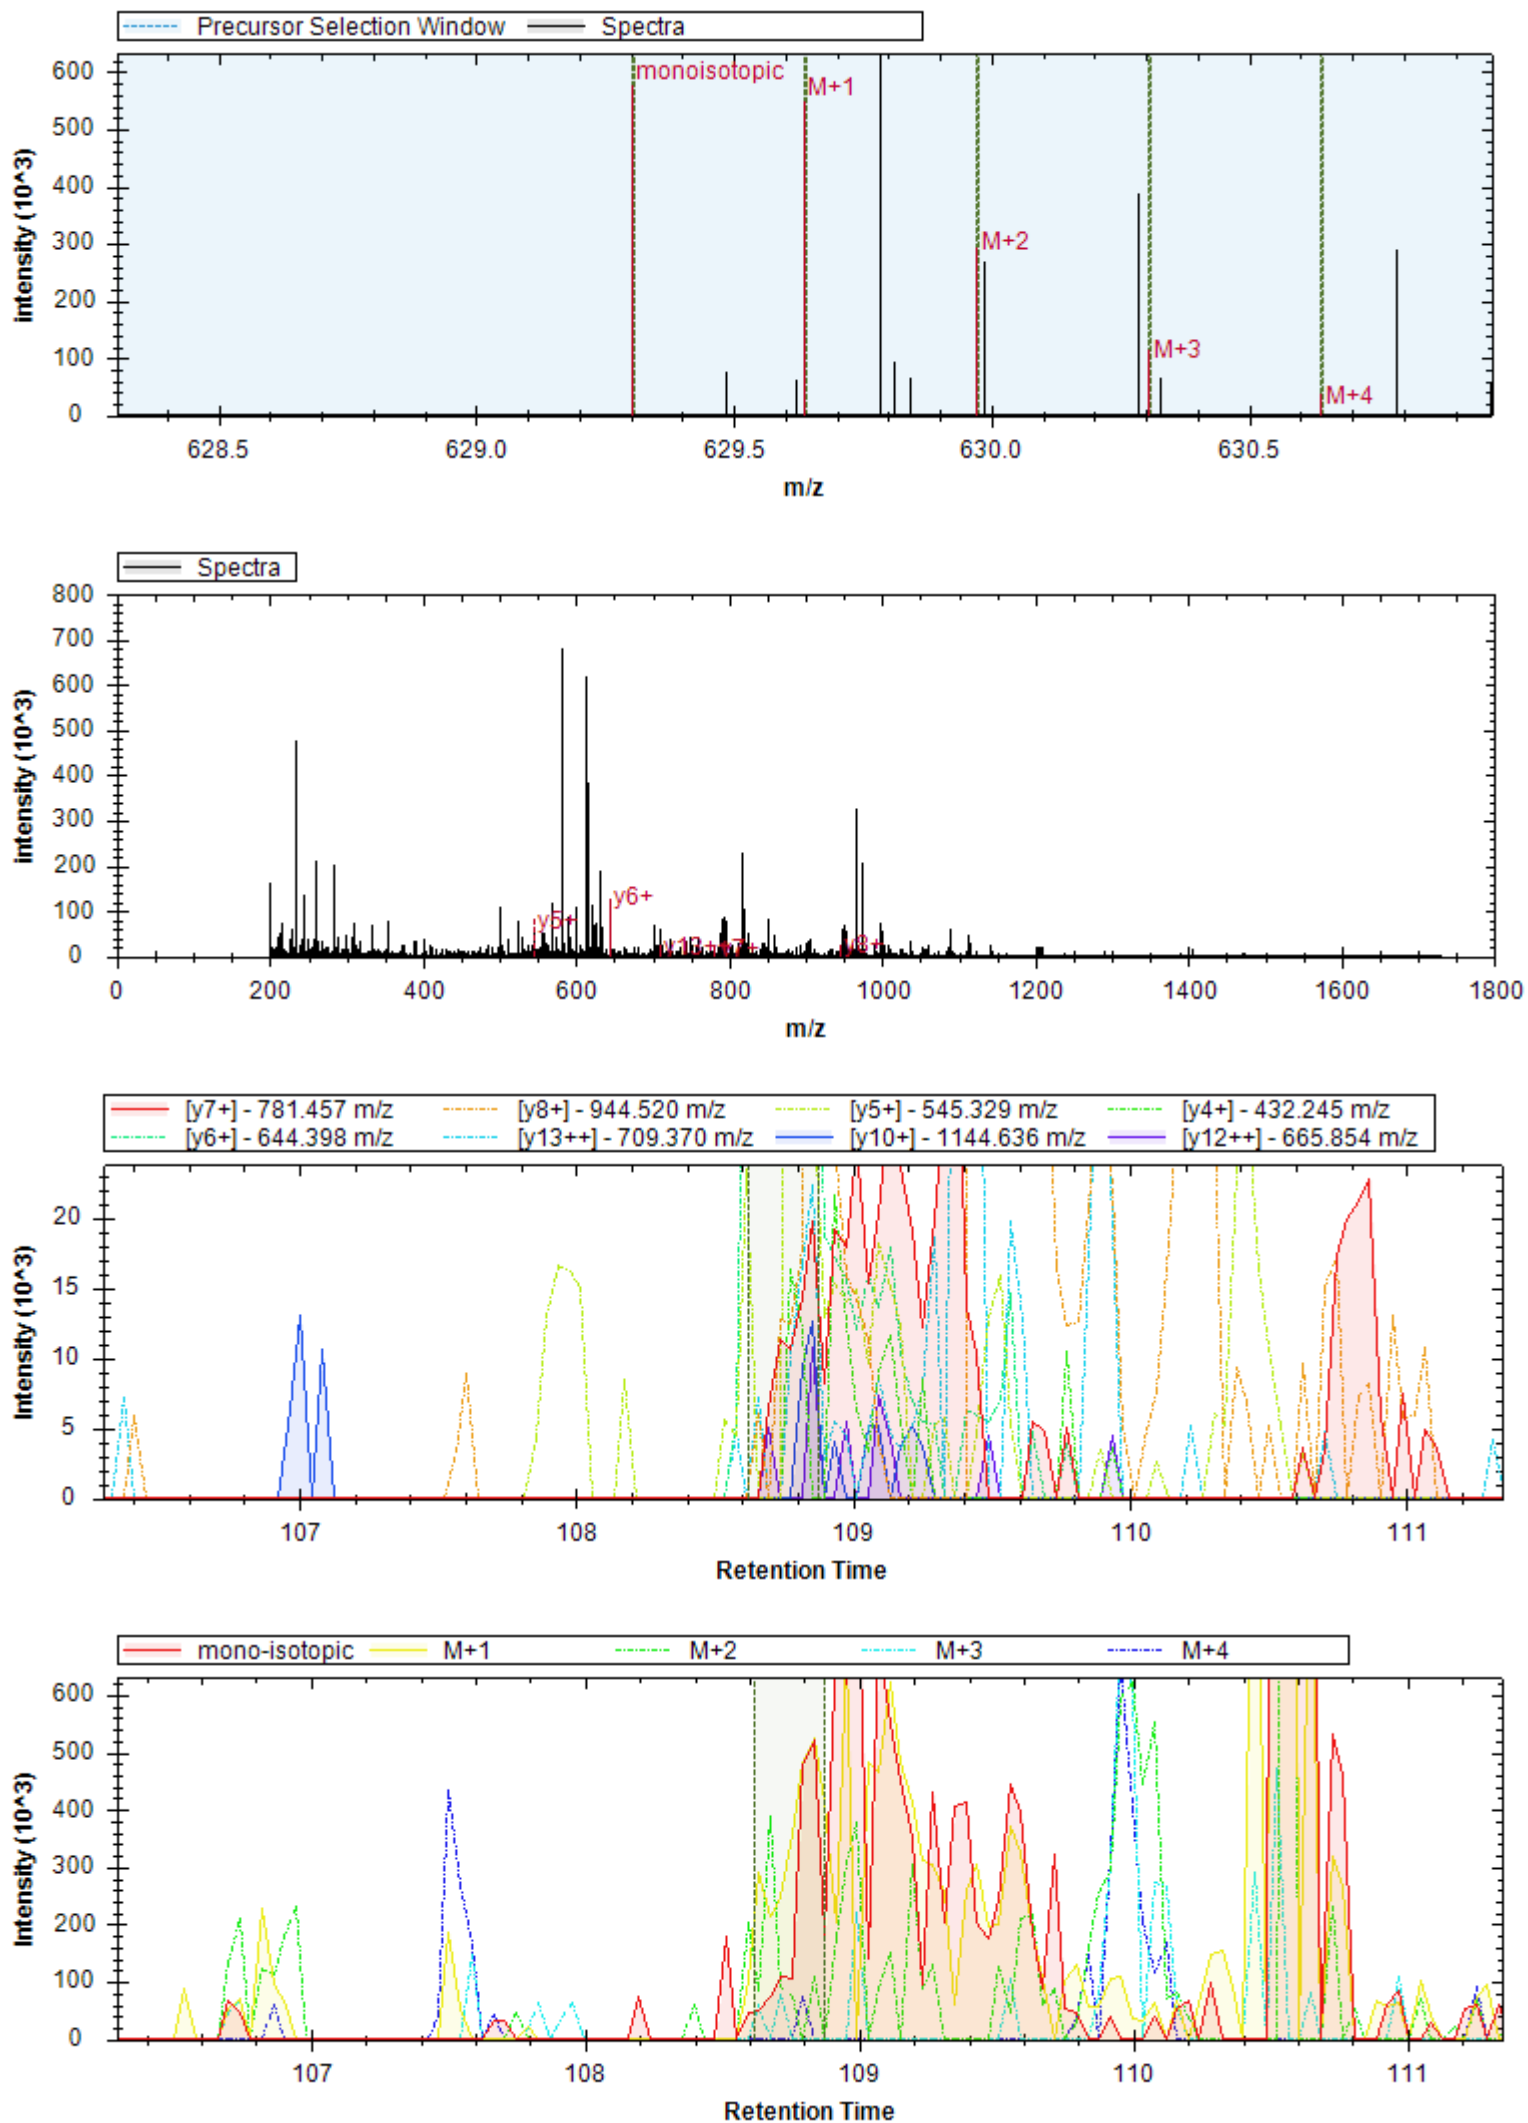 Precursor Selection Window Spectra
600
500
400
300
200
100
0
intensity (10^3)
monoisotopic
M+1
M+2
M+3
M+4
628.5 629.0 629.5 630.0 630.5
m/z
Spectra
800
700
600
500
400
300
200
100
0
intensity (10^3)
y5+
y6+
y8+
0 200 400 600 800 1000 1200 1400 1600 1800
m/z
[y7+] - 781.457 m/z [y8+] - 944.520 m/z [y5+] - 545.329 m/z [y4+] - 432.245 m/z
[y6+] - 644.398 m/z [y13++] - 709.370 m/z [y10+] - 1144.636 m/z [y12++] - 665.854 m/z
20
15
10
5
0
Intensity (10^3)
107 108 109 110 111
Retention Time
mono-isotopic M+1 M+2 M+3 M+4
600
500
400
300
200
100
0
Intensity (10^3)
107 108 109 110 111
Retention Time